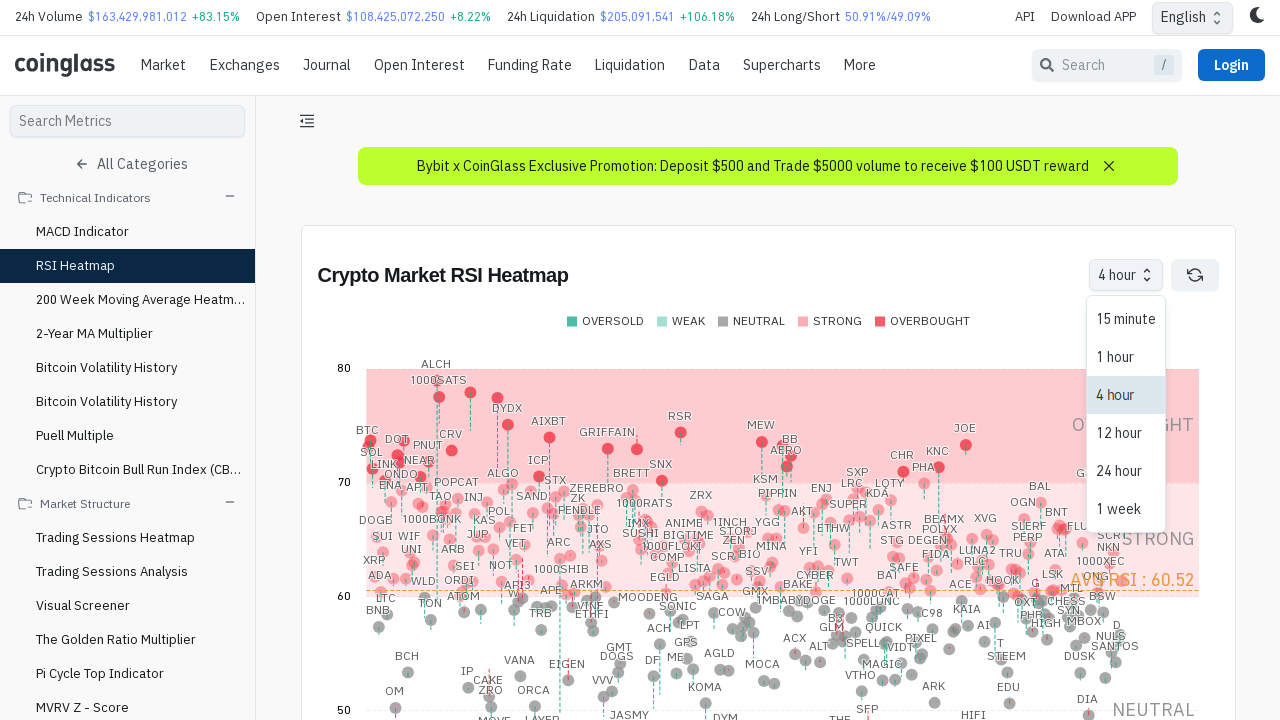 24h Volume $163,429,981,012 +83.15% Open Interest $108,425,072,250 +8.22% 24h Liquidation $205,091,541 +106.18% 24h Long/Short 50.91%/49.09% API Download APP English
coinglass Market Exchanges Journal Open Interest Funding Rate Liquidation Data Supercharts More Search / Login
Search Metrics
All Categories
Technical Indicators
MACD Indicator
RSI Heatmap
200 Week Moving Average Heatm...
2-Year MA Multiplier
Bitcoin Volatility History
Bitcoin Volatility History
Puell Multiple
Crypto Bitcoin Bull Run Index (CB...
Market Structure
Trading Sessions Heatmap
Trading Sessions Analysis
Visual Screener
The Golden Ratio Multiplier
Pi Cycle Top Indicator
MVRV Z - Score
Bybit x CoinGlass Exclusive Promotion: Deposit $500 and Trade $5000 volume to receive $100 USDT reward
Crypto Market RSI Heatmap
4 hour
15 minute
1 hour
4 hour
12 hour
24 hour
1 week
OVERSOLD WEAK NEUTRAL STRONG OVERBOUGHT
80
ALCH
1000SATS
DYDX
RSR
AIXBT
MEW
JOE
BTC
GRIFFAIN
CRV
DOT
BB
PNUT
SOL
AERO
KNC
NEAR
ICP
LINK
SNX
CHR
PHA
70
ONDO
ALGO
BRETT
SXP
ENA
APT
POPCAT
STX
KSM
LRC
LOTY
ZEREBRO
ENJ
BAL
TAO
INJ
SAND
ZK
1000RATS
ZRX
PIPPIN
KDA
OGN
SUPER
POL
PENDLE
AKT
BNT
DOGE
1000BONK
KAS
IMX
ANIME
1INCH
YGG
BEAMX
XVG
FET
JTO
ETHW
ASTR
POLYX
SLERF
FLU
SUI
WIF
JUP
SUSHI
BIGTIME
STORJ
STG
DEGEN
PERP
SCR
UNI
ARB
VET
ARC
AXS
1000FLOKI
ZEN
MINA
YFI
FIDA
LUNA2
TRU
ATA
NKN
XRP
SEI
NOT
1000SHIB
LISTA
SCR
BIO
TWT
RLC
1000XEC
ADA
WLD
ORDI
API3
ARKM
EGLD
SSV
CYBER
BAT
SAFE
ACE
HOOK
LSK
STRONG
AVG RSI : 60.52
60
LTC
TON
ATOM
APE
MOODENG
SAGA
GMX
BAKE
1MBABYDOGE
1000CAT
1000LUNC
MTL
CHESS
BSW
BNB
TRB
VINE
ETHFI
SONIC
COW
C98
KAIA
OXT
SYN
ACH
LPT
GLM
QUICK
AI
PHB
HIGH
MBOX
GMT
GPS
ACX
ALT
SPELL
PIXEL
NULS
BCH
VANA
EIGEN
DOGS
DF
ME
AGLD
MOCA
MAGIC
STEEM
DUSK
SANTOS
IP
CAKE
VVV
KOMA
VTHO
ARK
EDU
DIA
OM
ZRO
ORCA
50
JASMY
DYM
HIFI
NEUTRAL